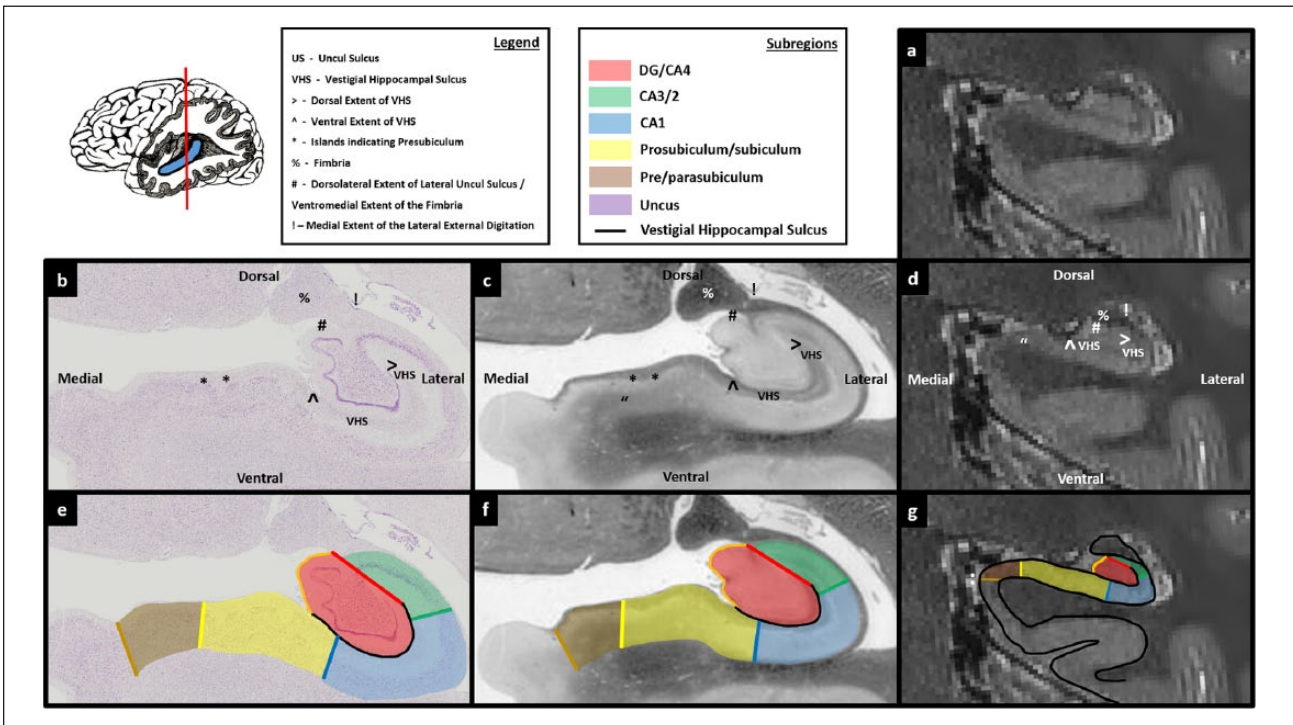 Legend
US - Uncul Sulcus
VHS - Vestigial Hippocampal Sulcus
> - Dorsal Extent of VHS
^ - Ventral Extent of VHS
* - Islands indicating Presubiculum
% - Fimbria
# - Dorsolateral Extent of Lateral Uncul Sulcus /
Ventromedial Extent of the Fimbria
! – Medial Extent of the Lateral External Digitation
Subregions
DG/CA4
CA3/2
CA1
Prosubiculum/subiculum
Pre/parasubiculum
Uncus
Vestigial Hippocampal Sulcus
a
b
Dorsal
% !
#
>
VHS
Medial
Lateral
* *
^
VHS
Ventral
c
Dorsal
% !
#
>
VHS
Lateral
* *
^
“
VHS
Ventral
d
Dorsal
!
%
#
“ ^ VHS >
VHS
Medial
Lateral
Ventral
e
f
g